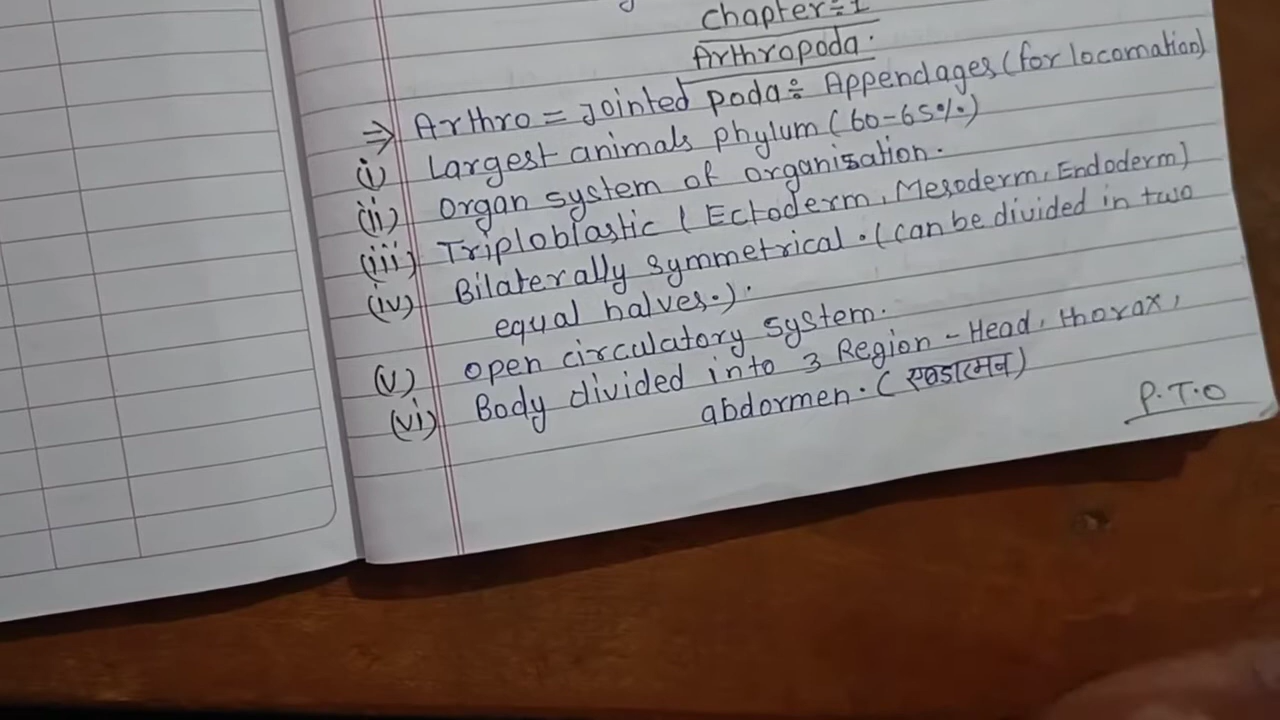 Chapter÷1
Arthropoda.
⇒ Arthro = Jointed poda÷ Appendages (for locomation)
(i) Largest animals phylum (60-65%)
(ii) organ system of organisation.
(iii) Triploblastic ( Ectoderm, Mesoderm, Endoderm)
(iv) Bilaterally symmetrical. (can be divided in two
equal halves.).
(v) open circulatory system.
(vi) Body divided into 3 Region - Head, thorax,
abdormen. (
P.T.O